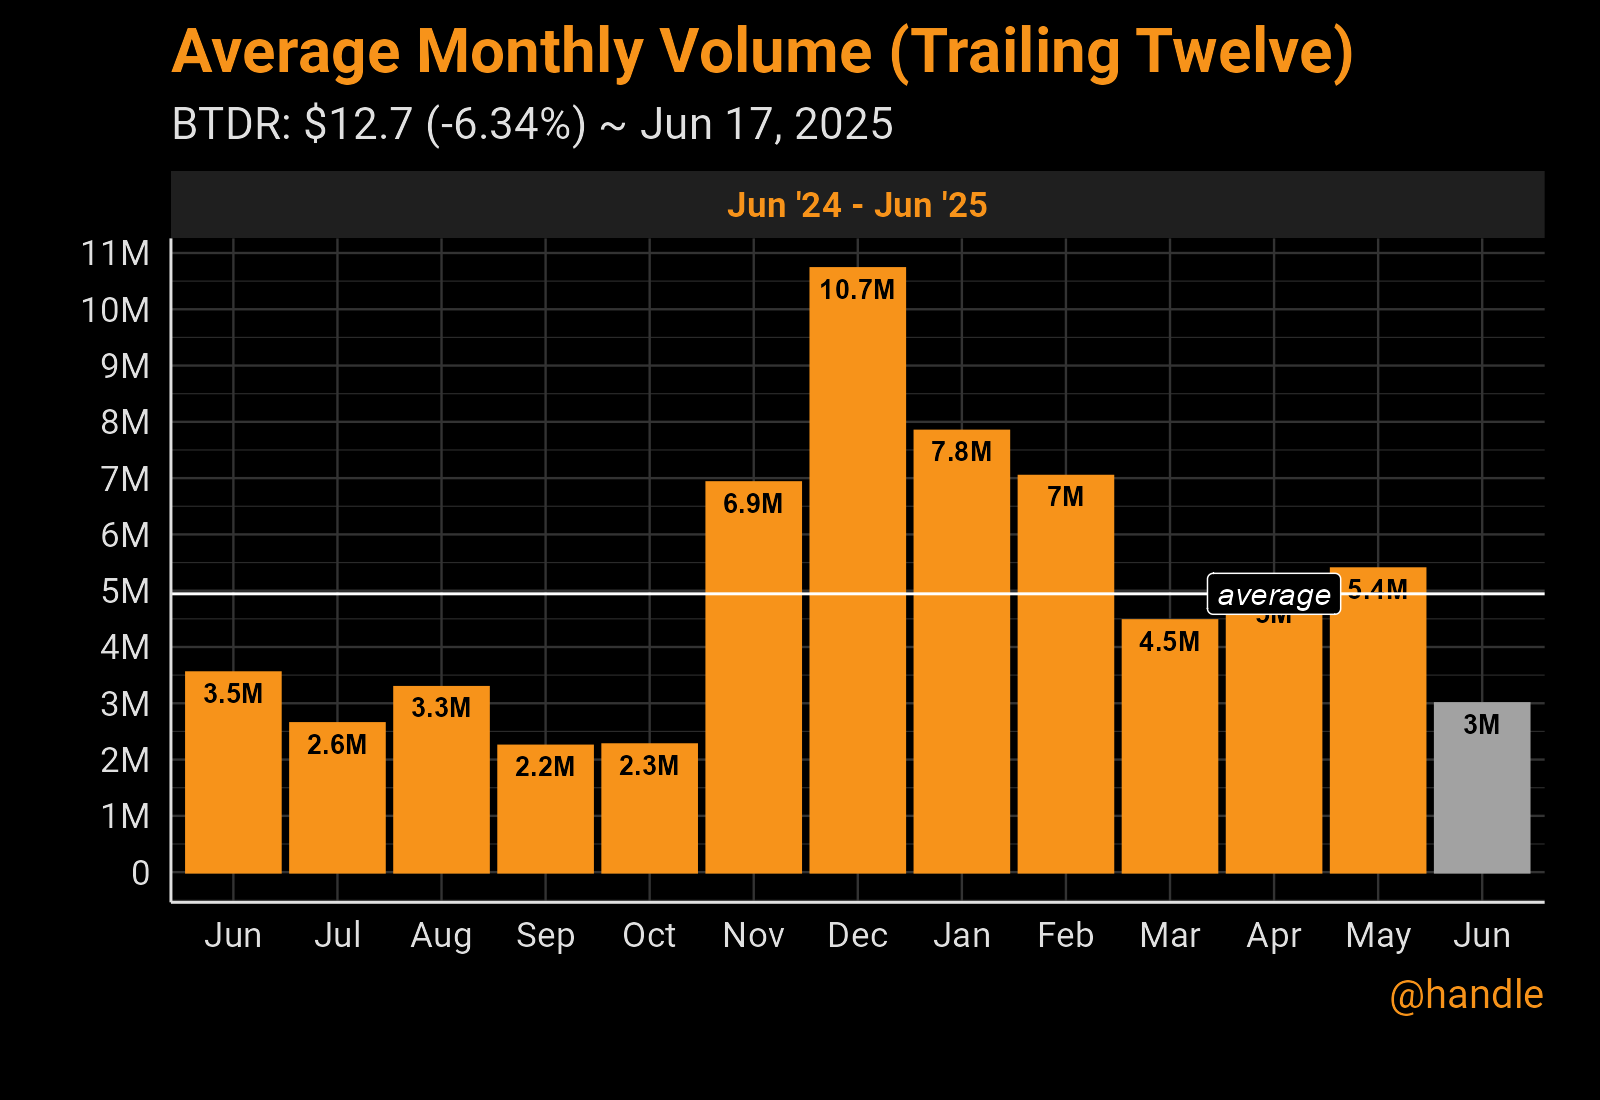 Average Monthly Volume (Trailing Twelve)
BTDR: $12.7 (-6.34%) ~ Jun 17, 2025
Jun '24 - Jun '25
11M
10M
9M
8M
7M
6M
5M
4M
3M
2M
1M
0
3.5M
2.6M
3.3M
2.2M
2.3M
6.9M
10.7M
7.8M
7M
4.5M
5M
5.4M
3M
average
Jun Jul Aug Sep Oct Nov Dec Jan Feb Mar Apr May Jun
@handle